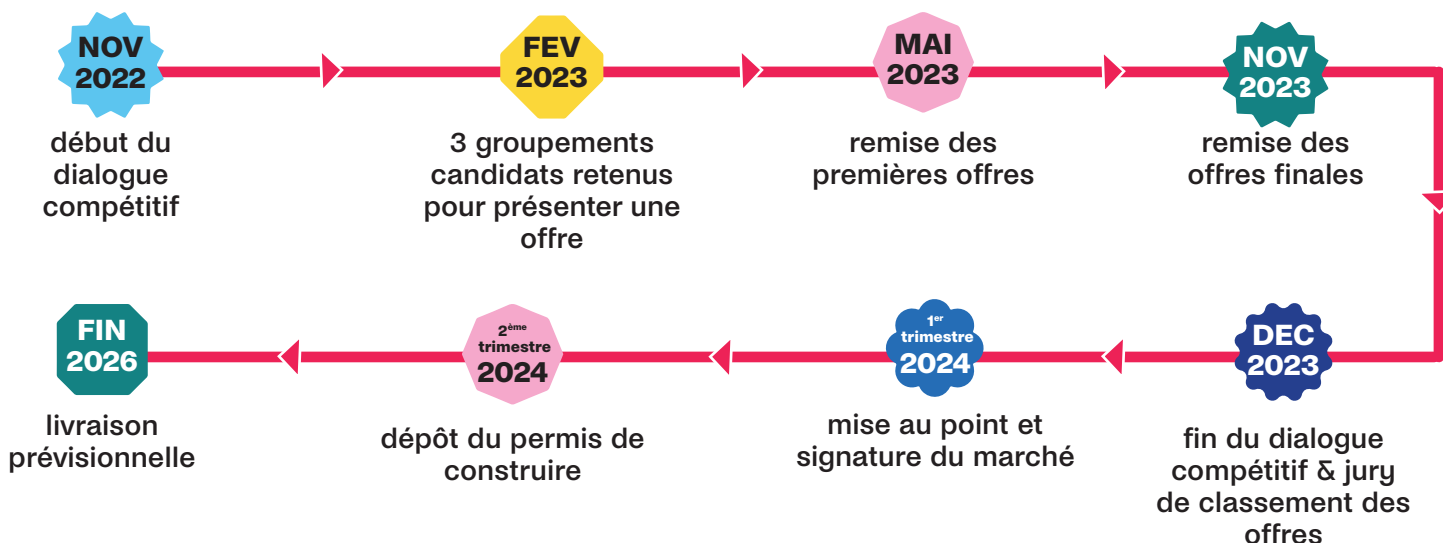 NOV
2022
début du
dialogue
compétitif
FEV
2023
3 groupements
candidats retenus
pour présenter une
offre
MAI
2023
remise des
premières offres
NOV
2023
remise des
offres finales
DEC
2023
fin du dialogue
compétitif & jury
de classement des
offres
1er
trimestre
2024
mise au point et
signature du marché
2ème
trimestre
2024
dépôt du permis de
construire
FIN
2026
livraison
prévisionnelle